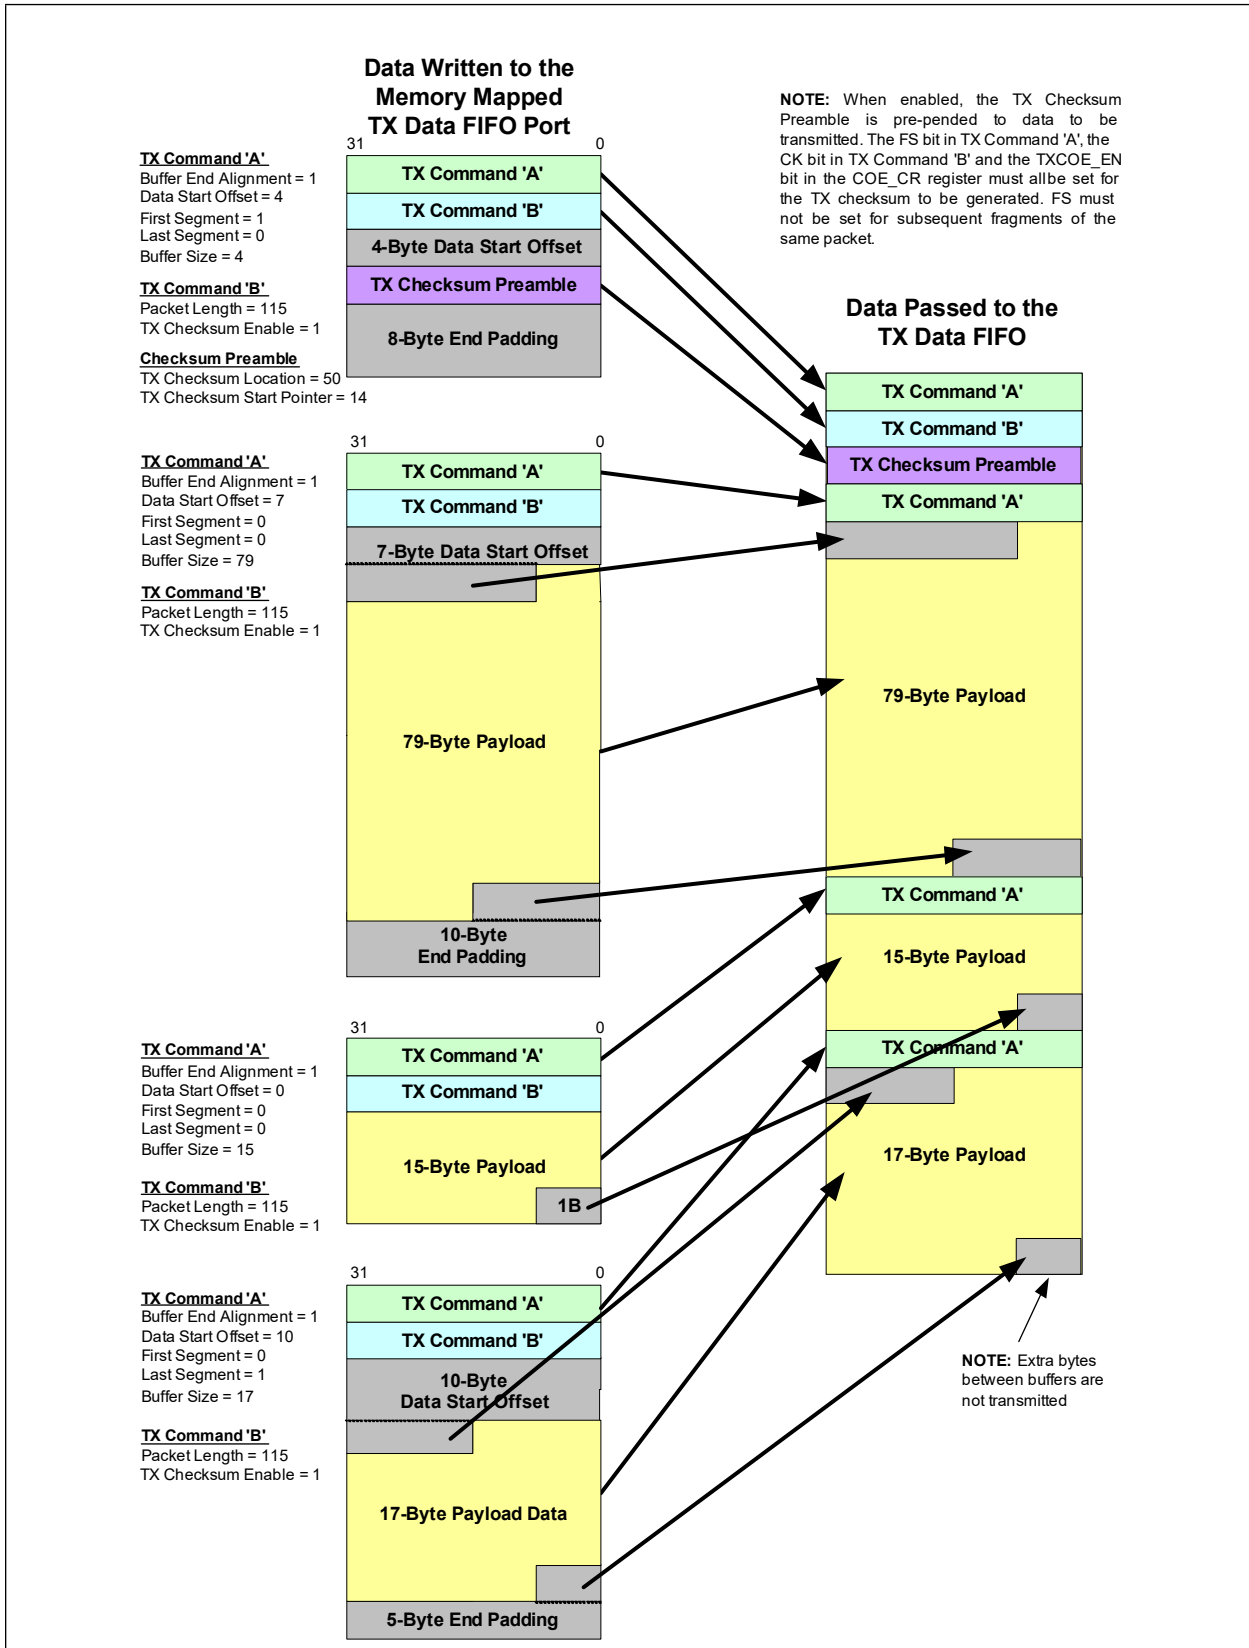 Data Written to the
Memory Mapped
TX Data FIFO Port
NOTE: When enabled, the TX Checksum
Preamble is pre-pended to data to be
transmitted. The FS bit in TX Command 'A', the
CK bit in TX Command 'B' and the TXCOE_EN
bit in the COE_CR register must allbe set for
the TX checksum to be generated. FS must
not be set for subsequent fragments of the
same packet.
31 0
TX Command 'A'
Buffer End Alignment = 1
Data Start Offset = 4
First Segment = 1
Last Segment = 0
Buffer Size = 4
TX Command 'B'
Packet Length = 115
TX Checksum Enable = 1
Checksum Preamble
TX Checksum Location = 50
TX Checksum Start Pointer = 14
TX Command 'A'
TX Command 'B'
4-Byte Data Start Offset
TX Checksum Preamble
8-Byte End Padding
31 0
TX Command 'A'
Buffer End Alignment = 1
Data Start Offset = 7
First Segment = 0
Last Segment = 0
Buffer Size = 79
TX Command 'B'
Packet Length = 115
TX Checksum Enable = 1
TX Command 'A'
TX Command 'B'
7-Byte Data Start Offset
79-Byte Payload
10-Byte
End Padding
31 0
TX Command 'A'
Buffer End Alignment = 1
Data Start Offset = 0
First Segment = 0
Last Segment = 0
Buffer Size = 15
TX Command 'B'
Packet Length = 115
TX Checksum Enable = 1
TX Command 'A'
TX Command 'B'
15-Byte Payload
1B
31 0
TX Command 'A'
Buffer End Alignment = 1
Data Start Offset = 10
First Segment = 0
Last Segment = 1
Buffer Size = 17
TX Command 'B'
Packet Length = 115
TX Checksum Enable = 1
TX Command 'A'
TX Command 'B'
10-Byte
Data Start Offset
17-Byte Payload Data
5-Byte End Padding
Data Passed to the
TX Data FIFO
TX Command 'A'
TX Command 'B'
TX Checksum Preamble
TX Command 'A'
79-Byte Payload
TX Command 'A'
15-Byte Payload
TX Command 'A'
17-Byte Payload
NOTE: Extra bytes
between buffers are
not transmitted